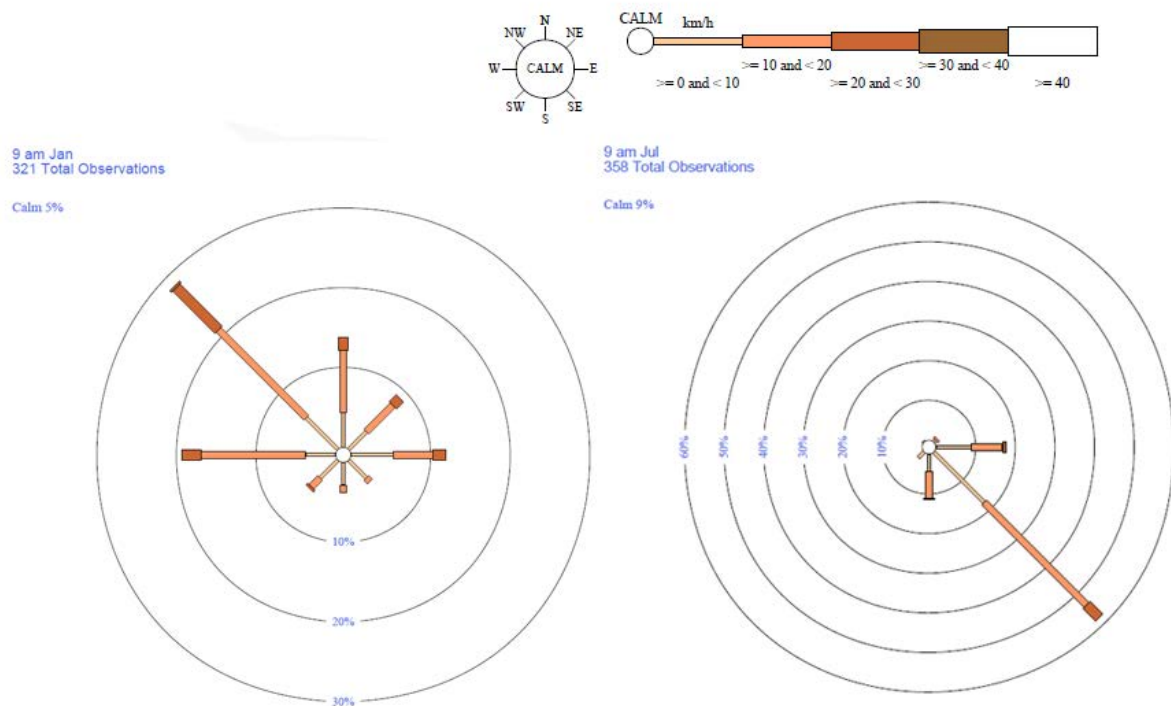 N
NW
NE
W
CALM
E
SW
SE
S
CALM
km/h
>= 10 and < 20
>= 30 and < 40
>= 0 and < 10
>= 20 and < 30
>= 40
9 am Jan
321 Total Observations
Calm 5%
10%
20%
30%
9 am Jul
358 Total Observations
Calm 9%
60%
50%
40%
30%
20%
10%